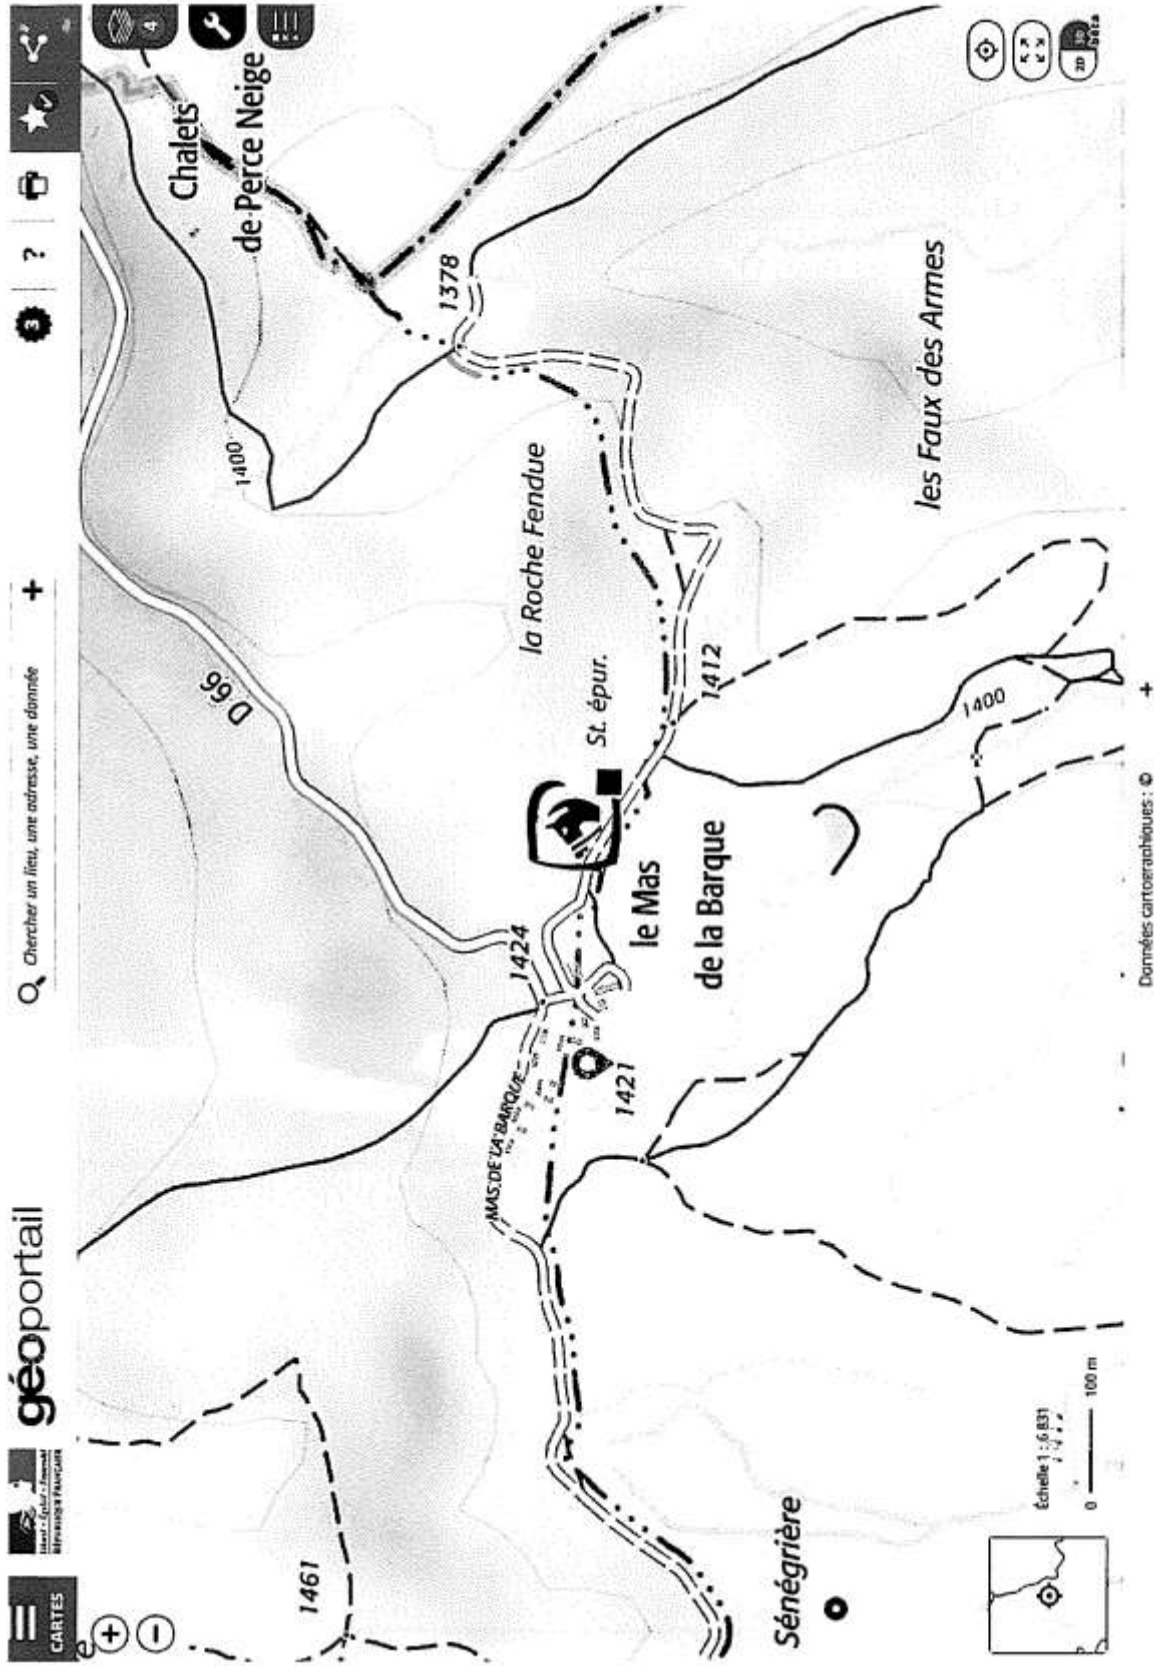 CARTES
RÉPUBLIQUE FRANÇAISE
géoportail
Chercher un lieu, une adresse, une donnée
+
3
?
4
Chalets
de Perce Neige
D 66
1400
1461
1378
1424
MAS DE LA BARQUE
la Roche Fendue
St. épur.
1421
le Mas
de la Barque
1412
Sénégrière
les Faux des Armes
1400
Échelle 1 : 6 831
0 100 m
2D 3D
bêta
Données cartographiques : ©
+